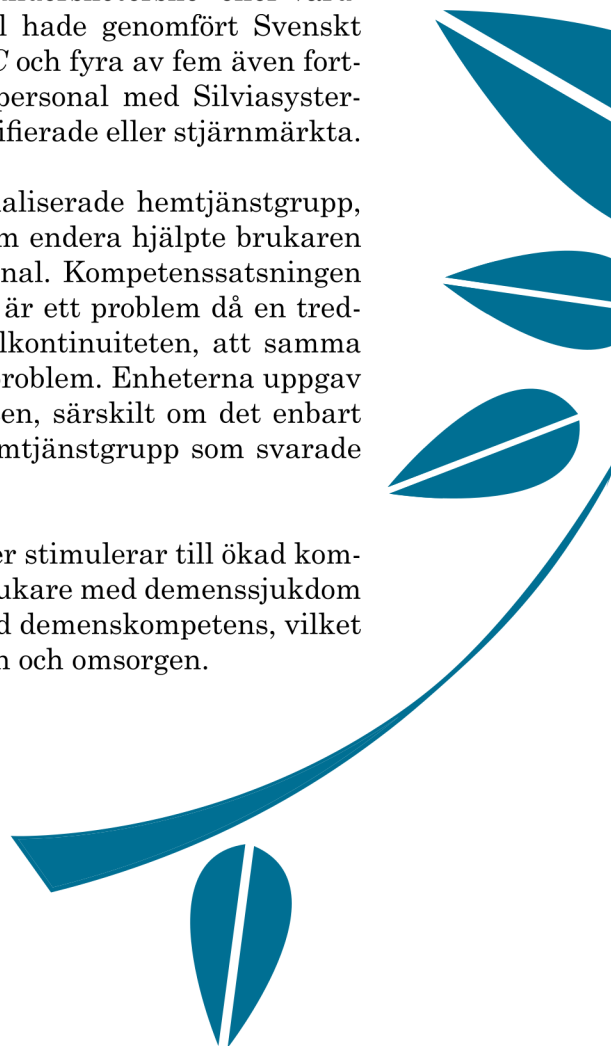 l hade genomfört Svenskt
C och fyra av fem även fort-
personal med Silviasyster-
ifierade eller stjärnmärkta.
aliserade hemtjänstgrupp,
m endera hjälpte brukaren
nal. Kompetenssatsningen
är ett problem då en tred-
lkontinuiteten, att samma
problem. Enheterna uppgav
en, särskilt om det enbart
mtjänstgrupp som svarade
er stimulerar till ökad kom-
ukare med demenssjukdom
d demenskompetens, vilket
n och omsorgen.